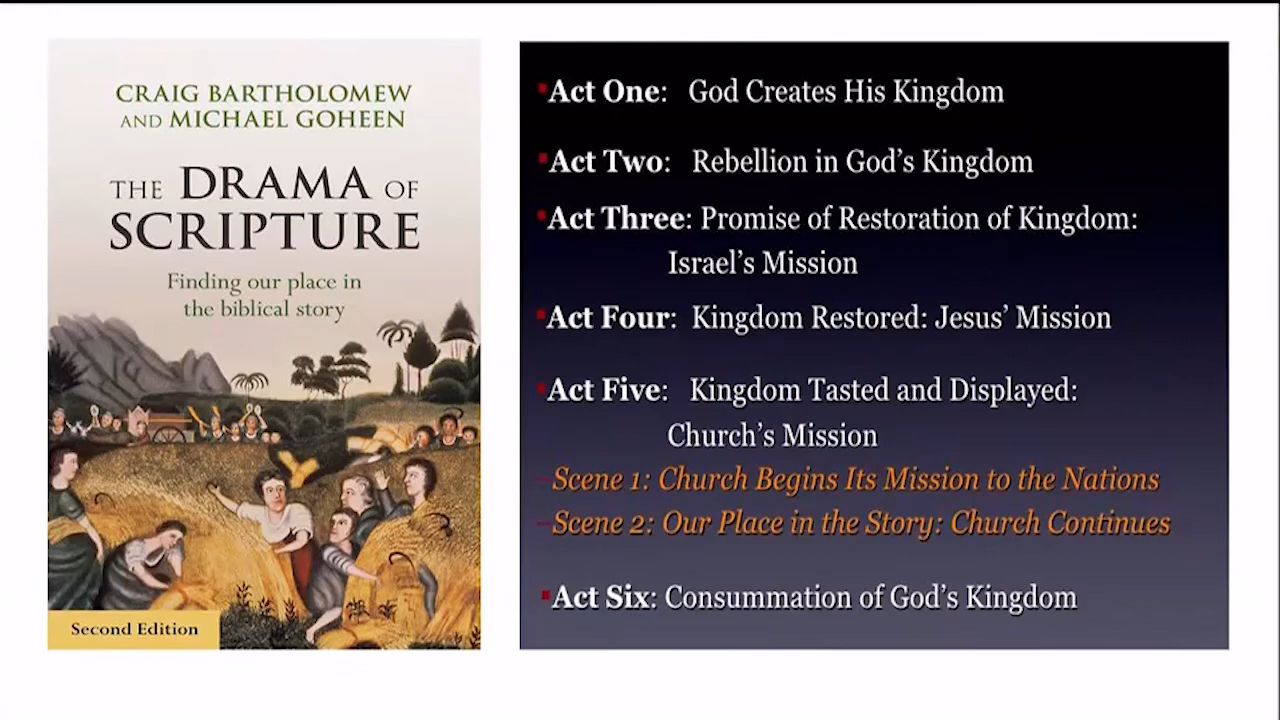 CRAIG BARTHOLOMEW
AND MICHAEL GOHEEN
THE DRAMA OF
SCRIPTURE
Finding our place in
the biblical story
Second Edition
Act One: God Creates His Kingdom
Act Two: Rebellion in God's Kingdom
Act Three: Promise of Restoration of Kingdom:
Israel's Mission
Act Four: Kingdom Restored: Jesus' Mission
Act Five: Kingdom Tasted and Displayed:
Church's Mission
–Scene 1: Church Begins Its Mission to the Nations
–Scene 2: Our Place in the Story: Church Continues
Act Six: Consummation of God's Kingdom